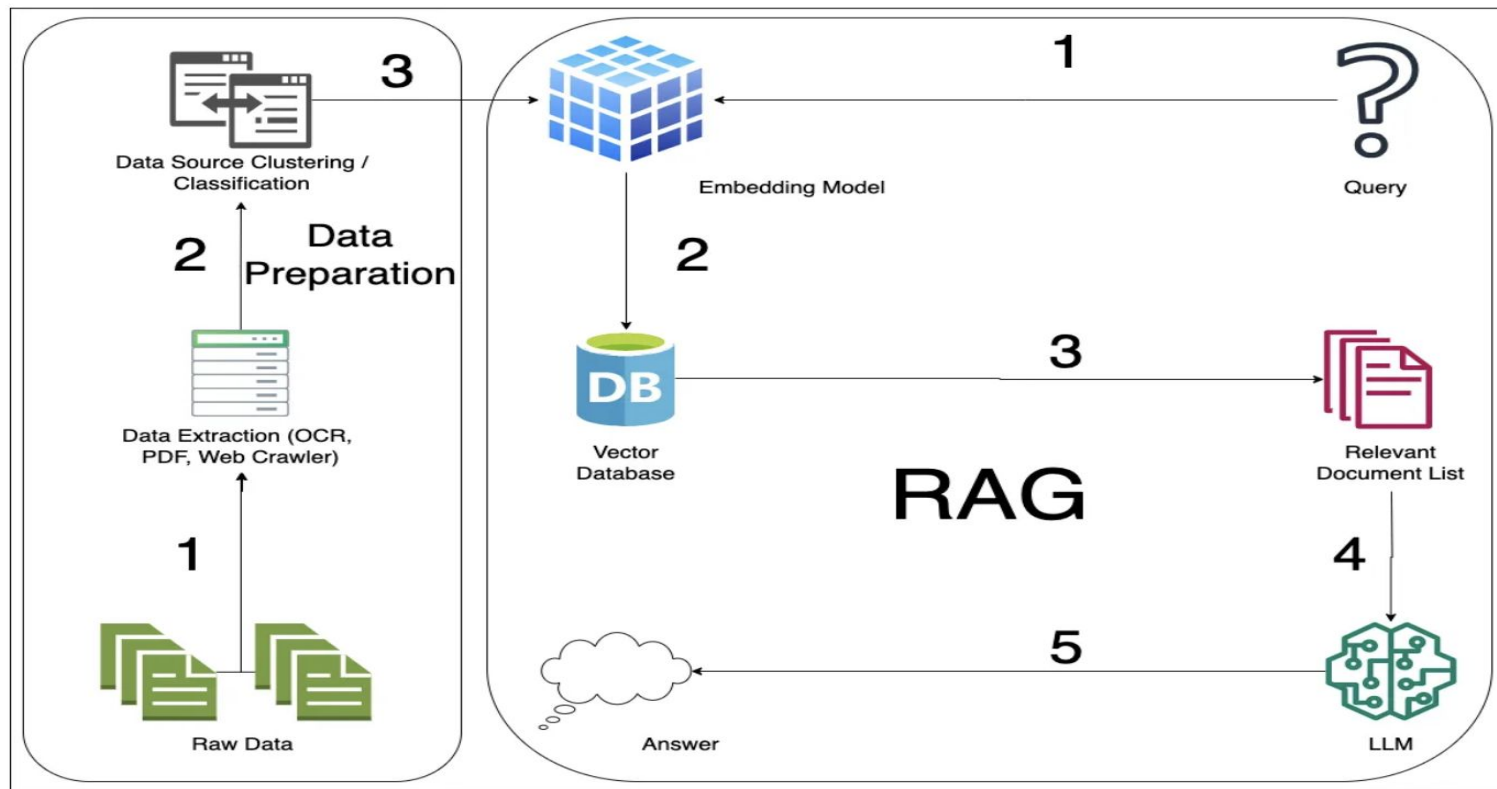 3
1
Data Source Clustering /
Classification
Embedding Model
Query
2
Data
Preparation
2
3
DB
Data Extraction (OCR,
PDF, Web Crawler)
Vector
Database
Relevant
Document List
RAG
1
4
5
Raw Data
Answer
LLM